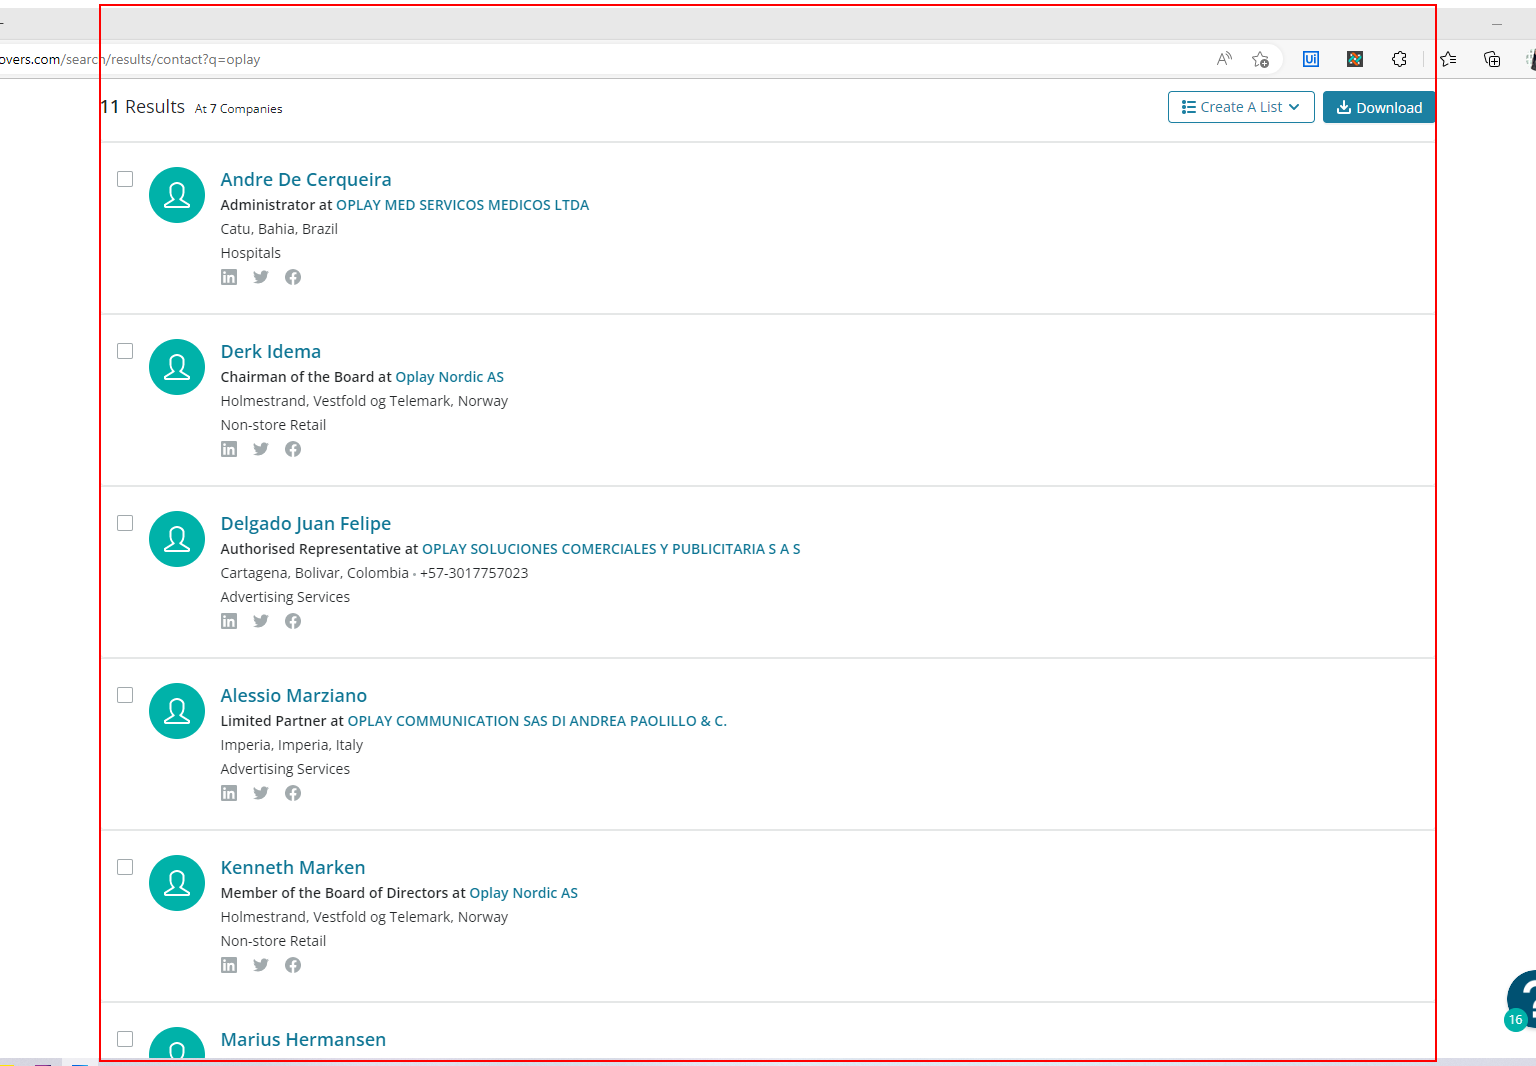 overs.com/search/results/contact?q=oplay
11 Results At 7 Companies
Create A List
Download
Andre De Cerqueira
Administrator at OPLAY MED SERVICOS MEDICOS LTDA
Catu, Bahia, Brazil
Hospitals
Derk Idema
Chairman of the Board at Oplay Nordic AS
Holmestrand, Vestfold og Telemark, Norway
Non-store Retail
Delgado Juan Felipe
Authorised Representative at OPLAY SOLUCIONES COMERCIALES Y PUBLICITARIA S A S
Cartagena, Bolivar, Colombia • +57-3017757023
Advertising Services
Alessio Marziano
Limited Partner at OPLAY COMMUNICATION SAS DI ANDREA PAOLILLO & C.
Imperia, Imperia, Italy
Advertising Services
Kenneth Marken
Member of the Board of Directors at Oplay Nordic AS
Holmestrand, Vestfold og Telemark, Norway
Non-store Retail
16
Marius Hermansen